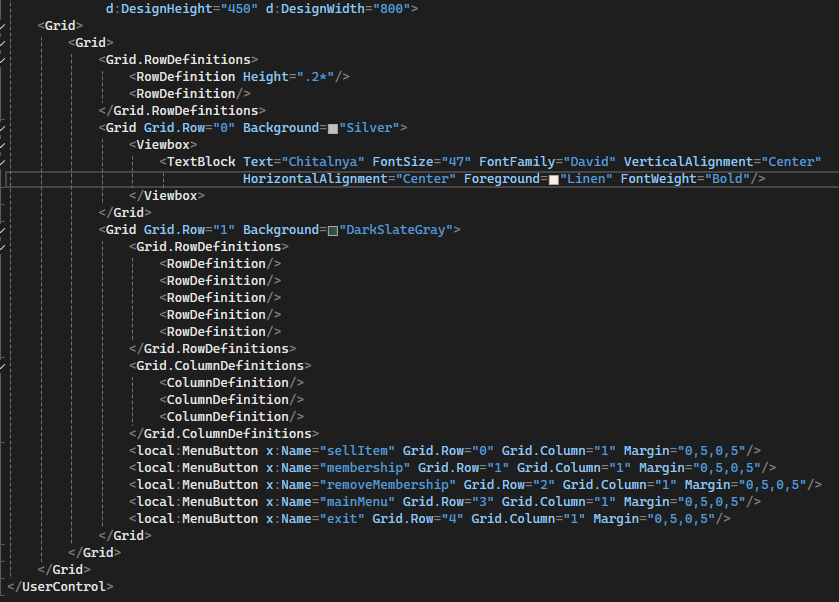 d:DesignHeight="450" d:DesignWidth="800">
<Grid>
<Grid>
<Grid.RowDefinitions>
<RowDefinition Height=".2*"/>
<RowDefinition/>
</Grid.RowDefinitions>
<Grid Grid.Row="0" Background="Silver">
<Viewbox>
<TextBlock Text="Chitalnya" FontSize="47" FontFamily="David" VerticalAlignment="Center"
HorizontalAlignment="Center" Foreground="Linen" FontWeight="Bold"/>
</Viewbox>
</Grid>
<Grid Grid.Row="1" Background="DarkSlateGray">
<Grid.RowDefinitions>
<RowDefinition/>
<RowDefinition/>
<RowDefinition/>
<RowDefinition/>
<RowDefinition/>
</Grid.RowDefinitions>
<Grid.ColumnDefinitions>
<ColumnDefinition/>
<ColumnDefinition/>
<ColumnDefinition/>
</Grid.ColumnDefinitions>
<local:MenuButton x:Name="sellItem" Grid.Row="0" Grid.Column="1" Margin="0,5,0,5"/>
<local:MenuButton x:Name="membership" Grid.Row="1" Grid.Column="1" Margin="0,5,0,5"/>
<local:MenuButton x:Name="removeMembership" Grid.Row="2" Grid.Column="1" Margin="0,5,0,5"/>
<local:MenuButton x:Name="mainMenu" Grid.Row="3" Grid.Column="1" Margin="0,5,0,5"/>
<local:MenuButton x:Name="exit" Grid.Row="4" Grid.Column="1" Margin="0,5,0,5"/>
</Grid>
</Grid>
</Grid>
</UserControl>